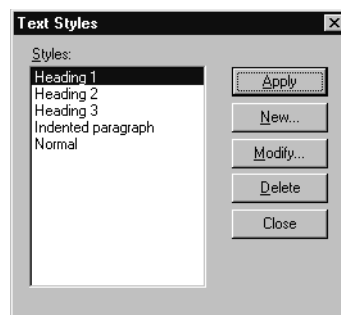 Text Styles
Styles:
Heading 1
Heading 2
Heading 3
Indented paragraph
Normal
Apply
New...
Modify...
Delete
Close